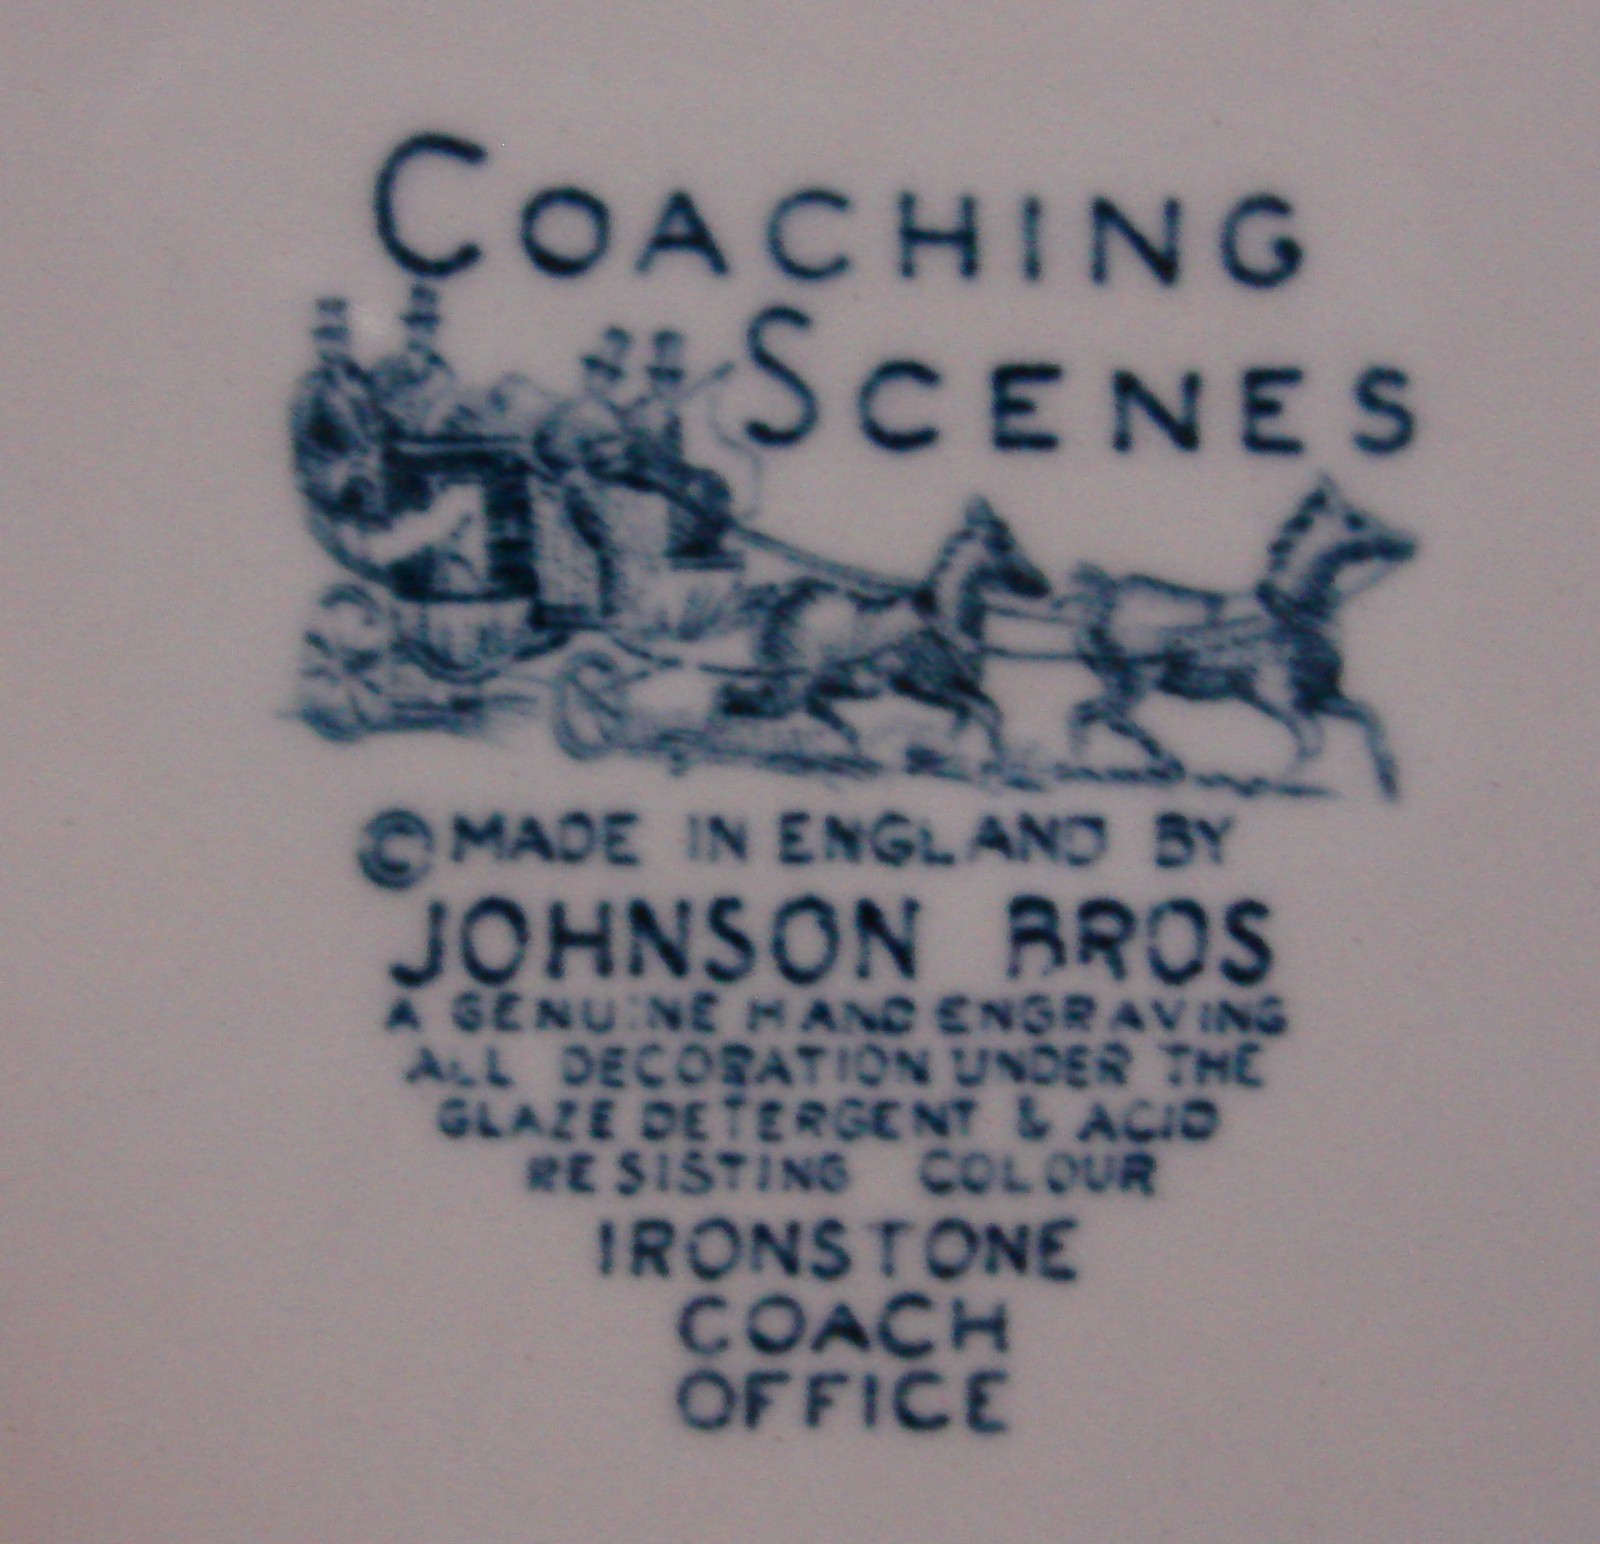 COACHING
SCENES
© MADE IN ENGLAND BY
JOHNSON BROS
A GENUINE HAND ENGRAVING
ALL DECORATION UNDER THE
GLAZE DETERGENT & ACID
RESISTING COLOUR
IRONSTONE
COACH
OFFICE